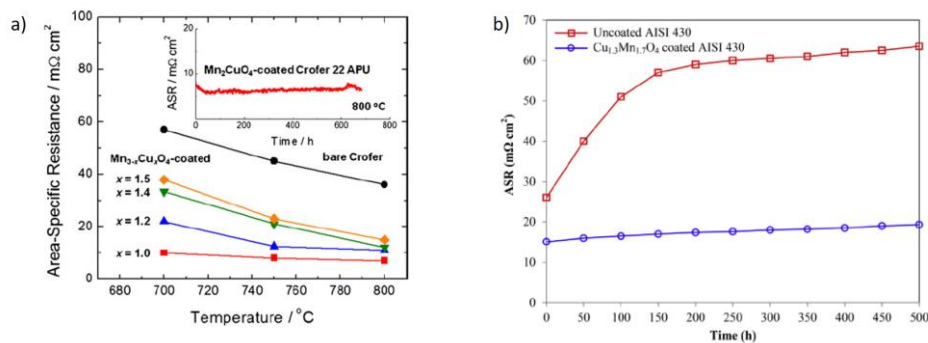 a)
Area-Specific Resistance / mΩ cm²
100
80
60
40
20
0
680 700 720 740 760 780 800
Temperature / °C
Mn₃₋ₓCuₓO₄-coated
bare Crofer
x = 1.5
x = 1.4
x = 1.2
x = 1.0
ASR / mΩ cm²
20
10
0
Mn₂CuO₄-coated Crofer 22 APU
800 °C
0 200 400 600 800
Time / h
b)
ASR (mΩ cm²)
70
60
50
40
30
20
10
0
Uncoated AISI 430
Cu₁.₃Mn₁.₇O₄ coated AISI 430
0 50 100 150 200 250 300 350 400 450 500
Time (h)